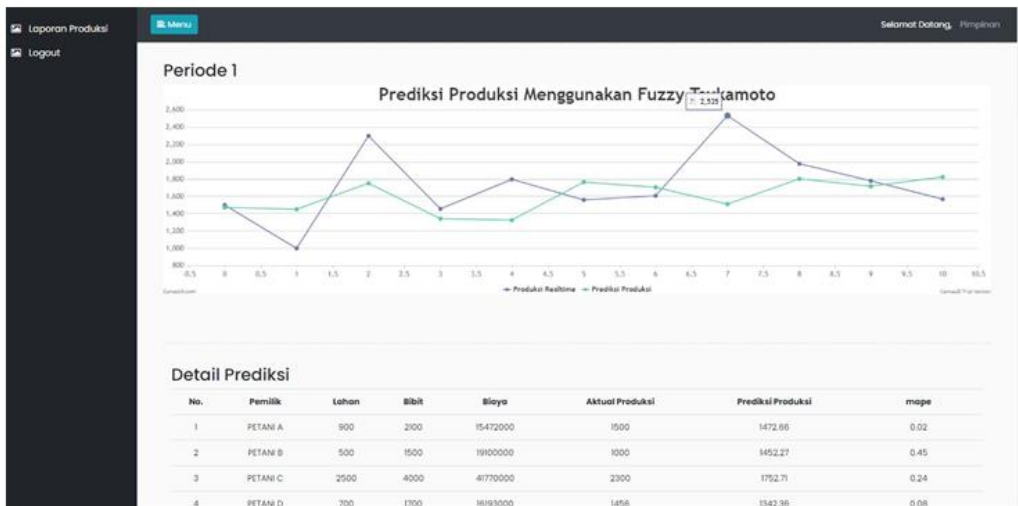 Laporan Produksi
Logout
Menu
Selamat Datang, Pimpinan
Periode 1
Prediksi Produksi Menggunakan Fuzzy Tsukamoto
7: 2,525
2,600
2,400
2,200
2,000
1,800
1,600
1,400
1,200
1,000
800
-0.5 0 0.5 1 1.5 2 2.5 3 3.5 4 4.5 5 5.5 6 6.5 7 7.5 8 8.5 9 9.5 10 10.5
Produksi Realtime Prediksi Produksi
CanvasJS.com
CanvasJS Trial Version
Detail Prediksi
No. Pemilik Lahan Bibit Biaya Aktual Produksi Prediksi Produksi mape
1 PETANI A 900 2100 15472000 1500 1472.66 0.02
2 PETANI B 500 1500 19100000 1000 1452.27 0.45
3 PETANI C 2500 4000 41770000 2300 1752.71 0.24
4 PETANI D 700 1700 16193000 1456 1342.36 0.08